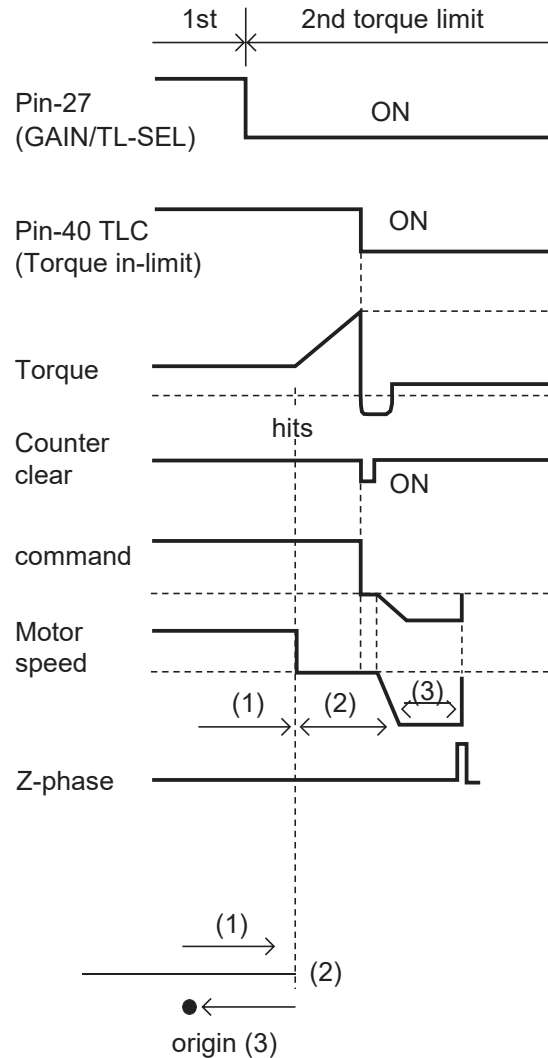 1st 2nd torque limit
Pin-27 ON
(GAIN/TL-SEL)
Pin-40 TLC ON
(Torque in-limit)
Torque
hits
Counter
clear ON
command
Motor
speed
(1) (2) (3)
Z-phase
(1)
(2)
origin (3)